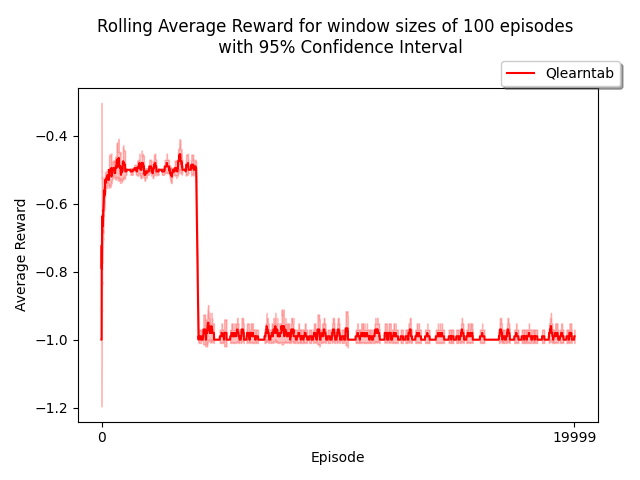 Rolling Average Reward for window sizes of 100 episodes
with 95% Confidence Interval
Qlearntab
Average Reward
−0.4
−0.6
−0.8
−1.0
−1.2
0
19999
Episode